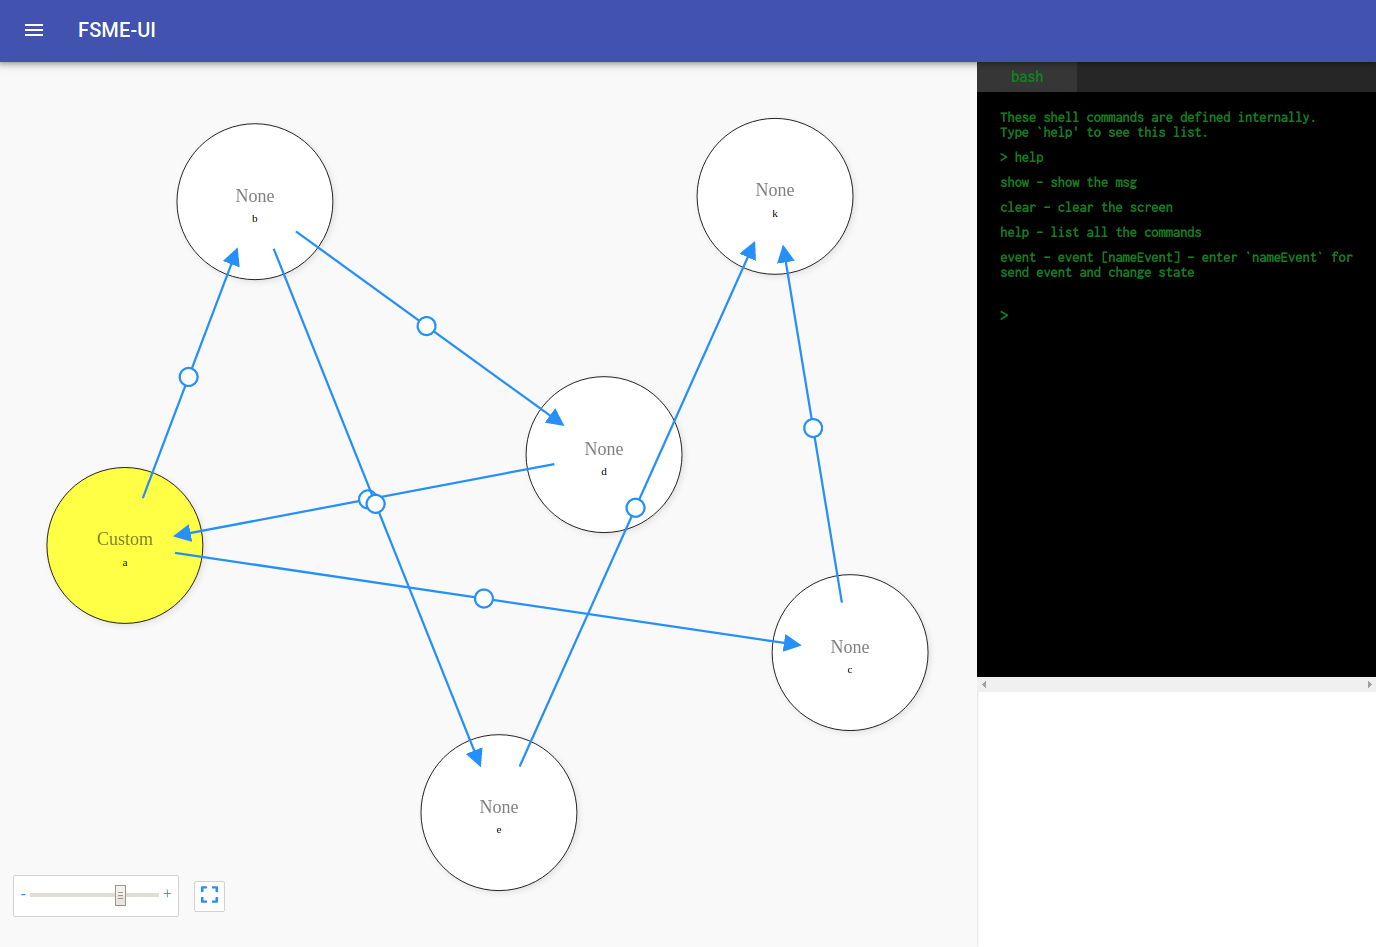 FSME-UI
bash
These shell commands are defined internally.
Type `help' to see this list.
> help
show - show the msg
clear - clear the screen
help - list all the commands
event - event [nameEvent] - enter `nameEvent` for
send event and change state
>
None
b
None
k
None
d
Custom
a
None
c
None
e
- +